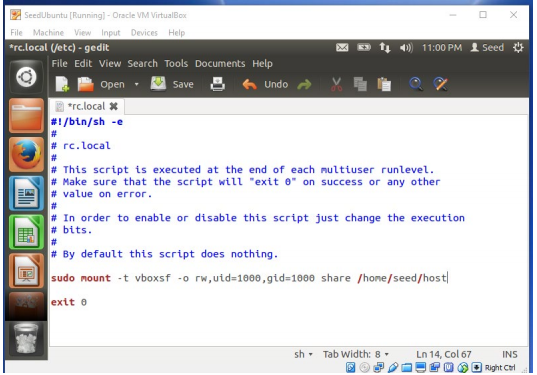 SeedUbuntu [Running] - Oracle VM VirtualBox
File Machine View Input Devices Help
*rc.local (/etc) - gedit 11:00 PM Seed
File Edit View Search Tools Documents Help
Open Save Undo
*rc.local
#!/bin/sh -e
#
# rc.local
#
# This script is executed at the end of each multiuser runlevel.
# Make sure that the script will "exit 0" on success or any other
# value on error.
#
# In order to enable or disable this script just change the execution
# bits.
#
# By default this script does nothing.
sudo mount -t vboxsf -o rw,uid=1000,gid=1000 share /home/seed/host
exit 0
sh Tab Width: 8 Ln 14, Col 67 INS
Right Ctrl